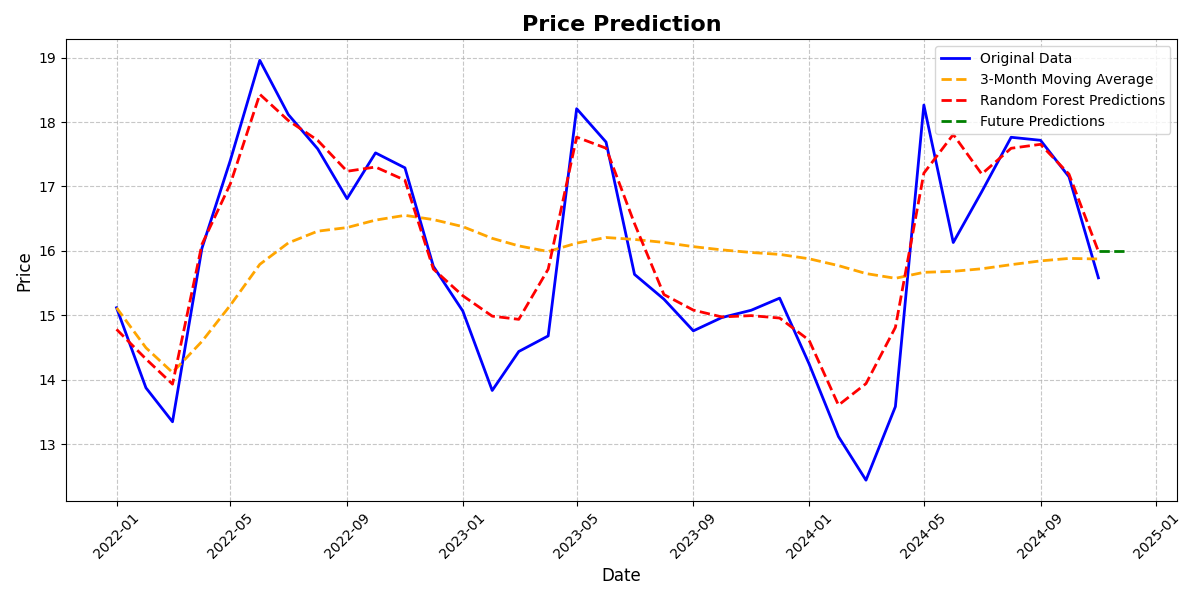 Price Prediction
Original Data
3-Month Moving Average
Random Forest Predictions
Future Predictions
Price
19
18
17
16
15
14
13
2022-01
2022-05
2022-09
2023-01
2023-05
2023-09
2024-01
2024-05
2024-09
2025-01
Date